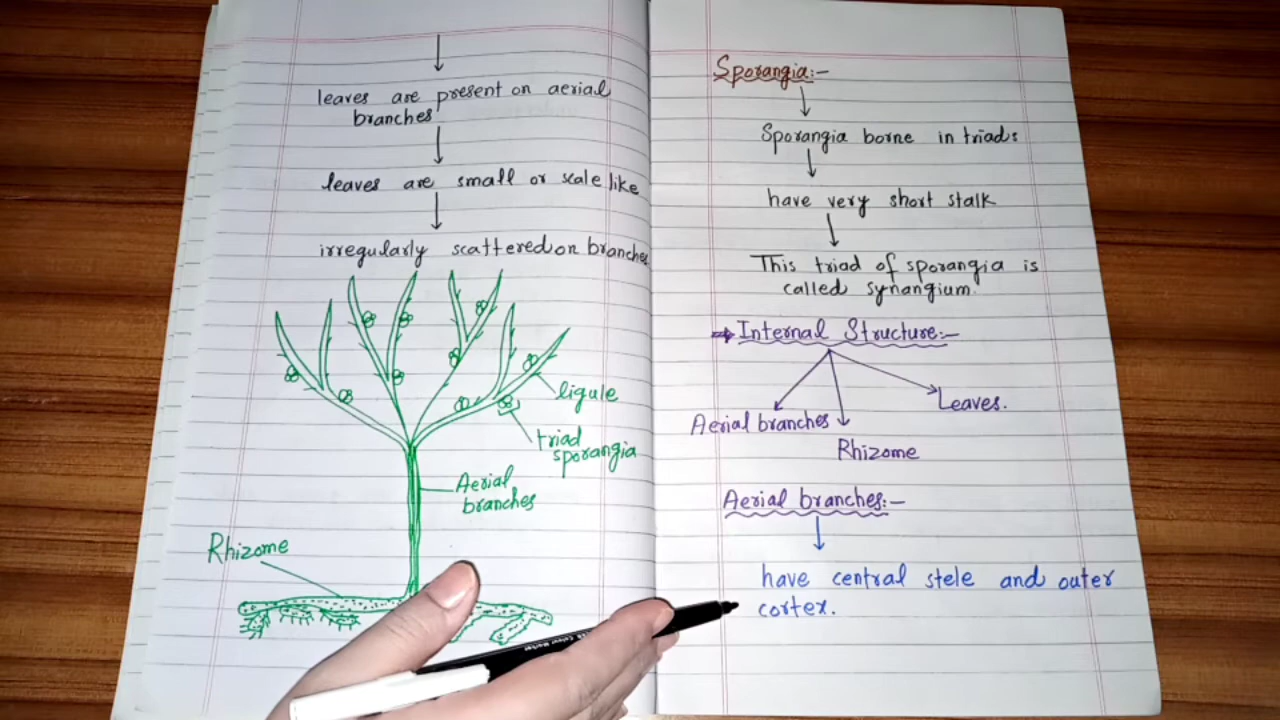 leaves are present on aerial
branches
leaves are small or scale like
irregularly scattered on branches
ligule
triad
sporangia
Aerial
branches
Rhizome
Sporangia:-
Sporangia borne in triads
have very short stalk
This triad of sporangia is
called synangium.
Internal Structure:-
Leaves.
Aerial branches
Rhizome
Aerial branches:-
have central stele and outer
cortex.